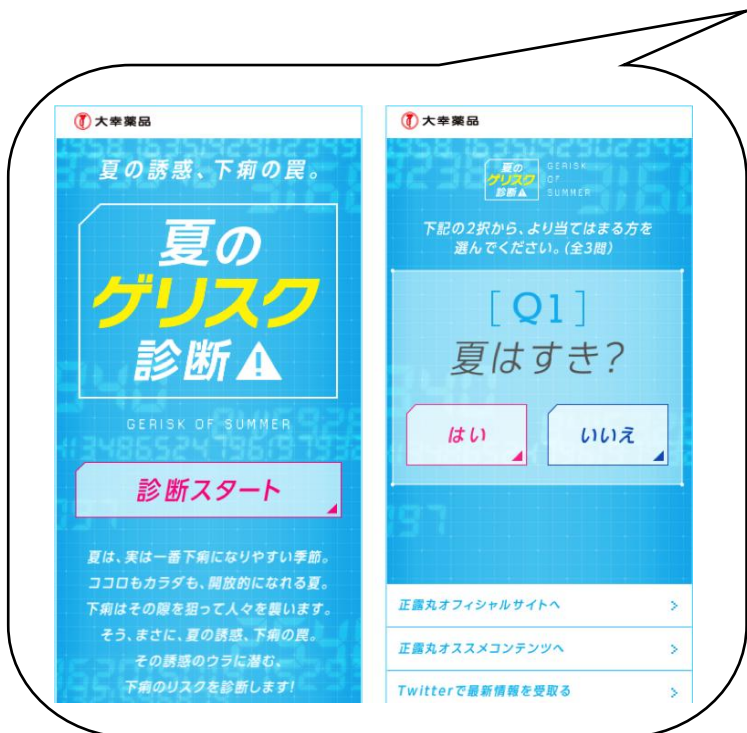 大幸薬品
夏の誘惑、下痢の罠。
夏の
ゲリスク
診断
GERISK OF SUMMER
診断スタート
夏は、実は一番下痢になりやすい季節。
ココロもカラダも、開放的になれる夏。
下痢はその隙を狙って人々を襲います。
そう、まさに、夏の誘惑、下痢の罠。
その誘惑のウラに潜む、
下痢のリスクを診断します!
大幸薬品
夏の
ゲリスク
診断
GERISK
OF
SUMMER
下記の2択から、より当てはまる方を
選んでください。(全3問)
[Q1]
夏はすき?
はい
いいえ
正露丸オフィシャルサイトへ
正露丸オススメコンテンツへ
Twitterで最新情報を受取る